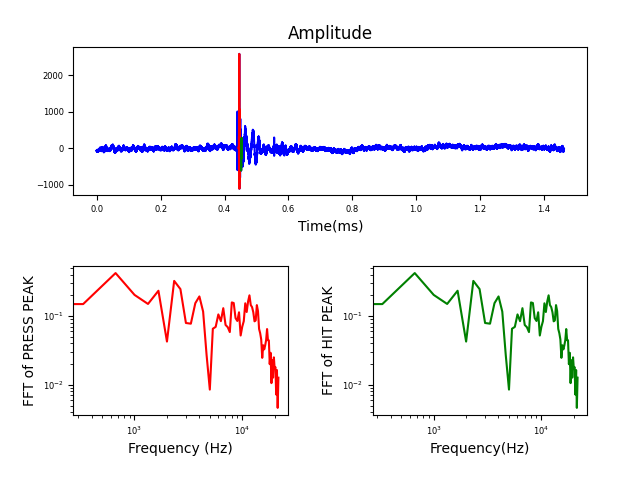 Amplitude
2000
1000
0
−1000
0.0 0.2 0.4 0.6 0.8 1.0 1.2 1.4
Time(ms)
FFT of PRESS PEAK
10⁻¹
10⁻²
10³ 10⁴
Frequency (Hz)
FFT of HIT PEAK
10⁻¹
10⁻²
10³ 10⁴
Frequency(Hz)